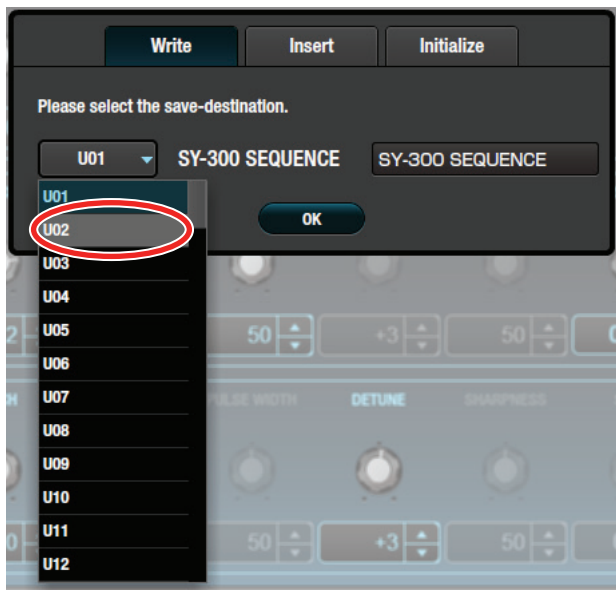 Write Insert Initialize
Please select the save-destination.
U01 SY-300 SEQUENCE SY-300 SEQUENCE
U01
OK
U02
U03
U04
U05 50 +3 50
U06
U07 PULSE WIDTH DETUNE SHARPNESS
U08
U09
U10
U11 50 +3 50
U12